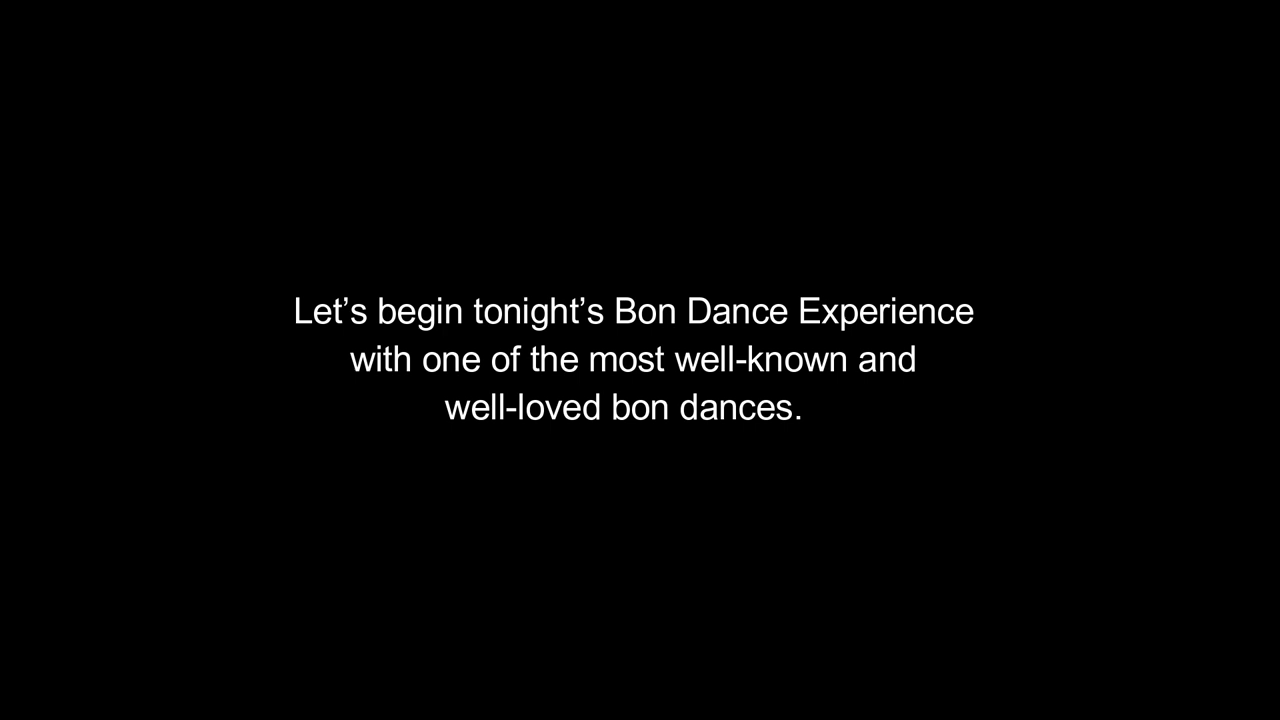 Let’s begin tonight’s Bon Dance Experience
with one of the most well-known and
well-loved bon dances.